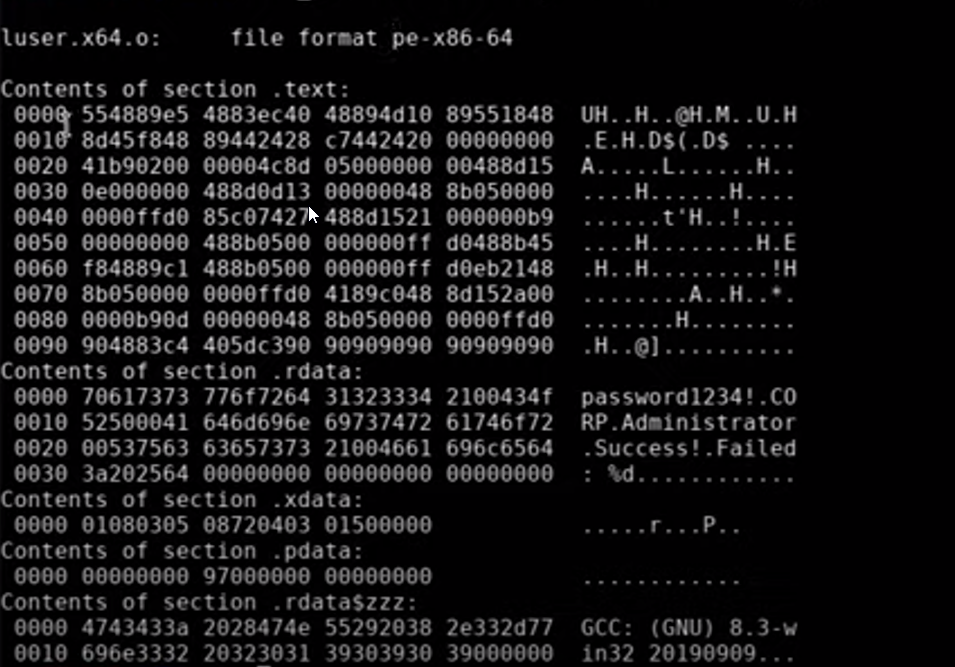 luser.x64.o:     file format pe-x86-64
Contents of section .text:
 0000 554889e5 4883ec40 48894d10 89551848  UH..H..@H.M..U.H
 0010 8d45f848 89442428 c7442420 00000000  .E.H.D$(.D$ ....
 0020 41b90200 00004c8d 05000000 00488d15  A.....L......H..
 0030 0e000000 488d0d13 00000048 8b050000  ....H......H....
 0040 0000ffd0 85c07427 488d1521 000000b9  ......t'H..!....
 0050 00000000 488b0500 000000ff d0488b45  ....H........H.E
 0060 f84889c1 488b0500 000000ff d0eb2148  .H..H.........!H
 0070 8b050000 0000ffd0 4189c048 8d152a00  ........A..H..*.
 0080 0000b90d 00000048 8b050000 0000ffd0  .......H........
 0090 904883c4 405dc390 90909090 90909090  .H..@]..........
Contents of section .rdata:
 0000 70617373 776f7264 31323334 2100434f  password1234!.CO
 0010 52500041 646d696e 69737472 61746f72  RP.Administrator
 0020 00537563 63657373 21004661 696c6564  .Success!.Failed
 0030 3a202564 00000000 00000000 00000000  : %d............
Contents of section .xdata:
 0000 01080305 08720403 01500000           .....r...P..
Contents of section .pdata:
 0000 00000000 97000000 00000000           ............
Contents of section .rdata$zzz:
 0000 4743433a 2028474e 55292038 2e332d77  GCC: (GNU) 8.3-w
 0010 696e3332 20323031 39303930 39000000  in32 20190909...